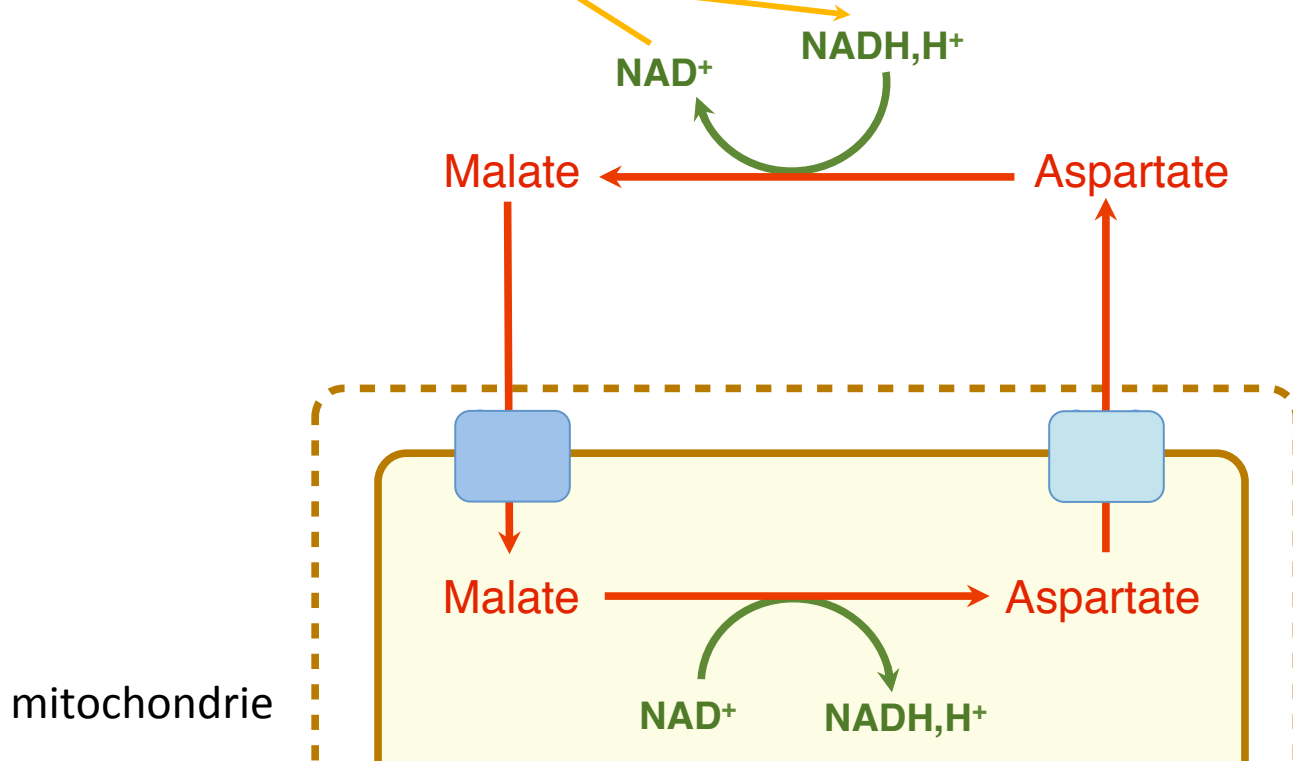 NADH,H⁺
NAD⁺
Malate
Aspartate
Malate
Aspartate
mitochondrie
NAD⁺
NADH,H⁺